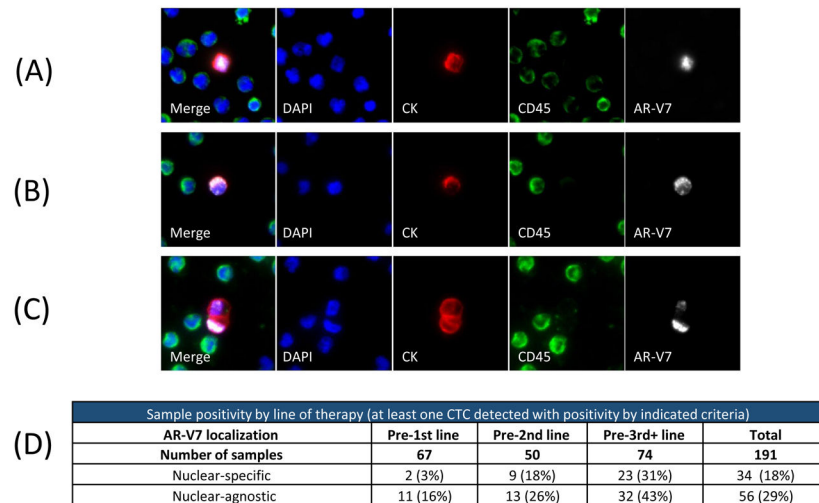 (A)
Merge DAPI CK CD45 AR-V7
(B)
Merge DAPI CK CD45 AR-V7
(C)
Merge DAPI CK CD45 AR-V7
(D)
Sample positivity by line of therapy (at least one CTC detected with positivity by indicated criteria)
AR-V7 localization Pre-1st line Pre-2nd line Pre-3rd+ line Total
Number of samples 67 50 74 191
Nuclear-specific 2 (3%) 9 (18%) 23 (31%) 34 (18%)
Nuclear-agnostic 11 (16%) 13 (26%) 32 (43%) 56 (29%)